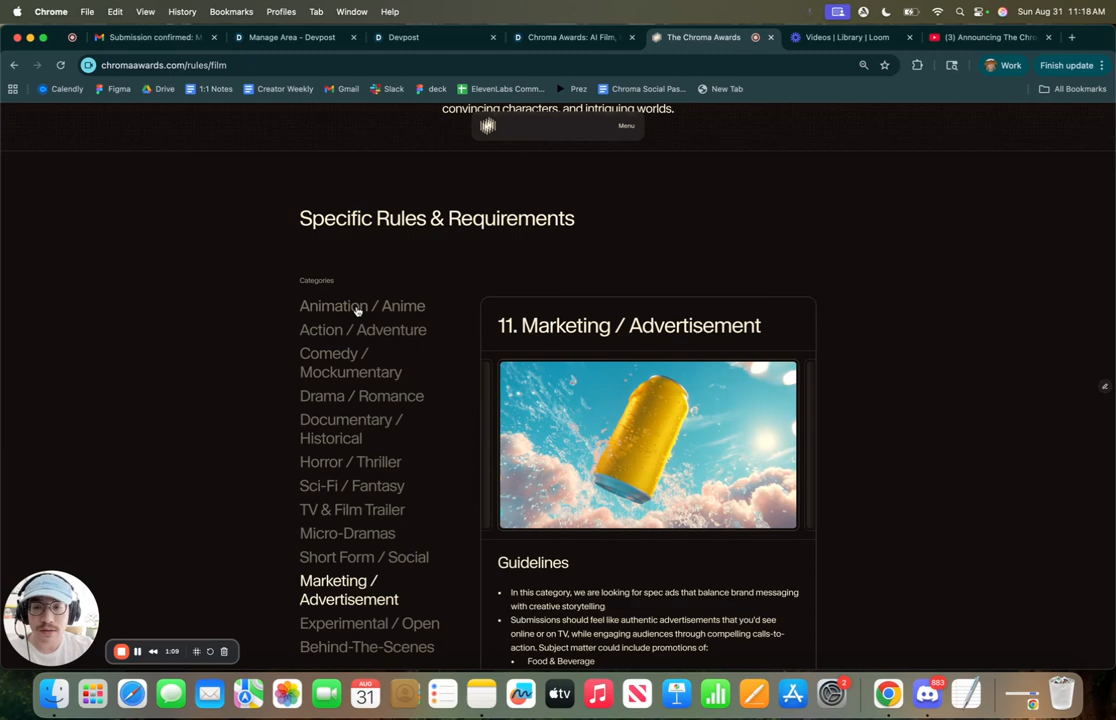 Chrome File Edit View History Bookmarks Profiles Tab Window Help Sun Aug 31 11:18 AM
Submission confirmed: M Manage Area - Devpost Devpost Chroma Awards: AI Film, The Chroma Awards Videos | Library | Loom (3) Announcing The Chro
chromaawards.com/rules/film Work Finish update
Calendly Figma Drive 1:1 Notes Creator Weekly Gmail Slack deck ElevenLabs Comm... Prez Chroma Social Pas... New Tab All Bookmarks
convincing characters, and intriguing worlds.
Menu
Specific Rules & Requirements
Categories
Animation / Anime
Action / Adventure
Comedy /
Mockumentary
Drama / Romance
Documentary /
Historical
Horror / Thriller
Sci-Fi / Fantasy
TV & Film Trailer
Micro-Dramas
Short Form / Social
Marketing /
Advertisement
Experimental / Open
Behind-The-Scenes
11. Marketing / Advertisement
Guidelines
• In this category, we are looking for spec ads that balance brand messaging
with creative storytelling
• Submissions should feel like authentic advertisements that you'd see
online or on TV, while engaging audiences through compelling calls-to-
action. Subject matter could include promotions of:
• Food & Beverage
1:09
AUG
31
tv
2
883